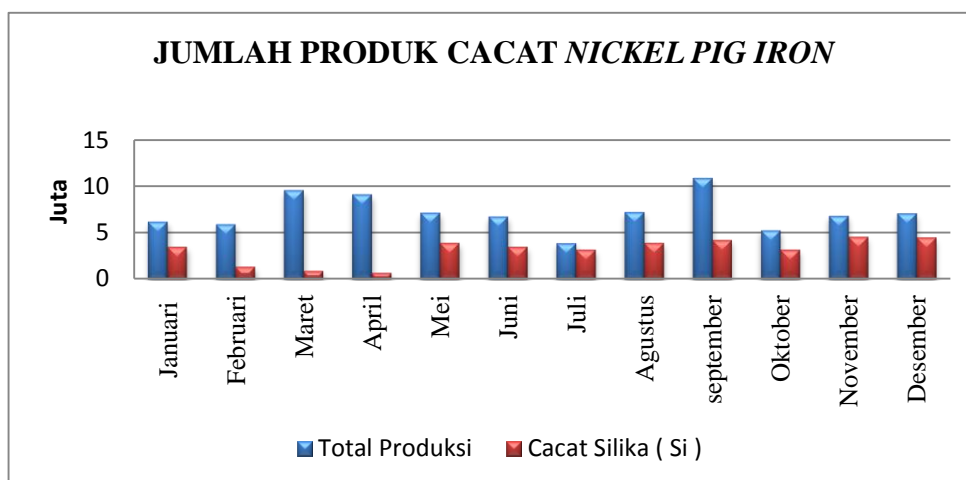 JUMLAH PRODUK CACAT NICKEL PIG IRON
15
10
5
0
Juta
Januari
Februari
Maret
April
Mei
Juni
Juli
Agustus
september
Oktober
November
Desember
Total Produksi
Cacat Silika ( Si )